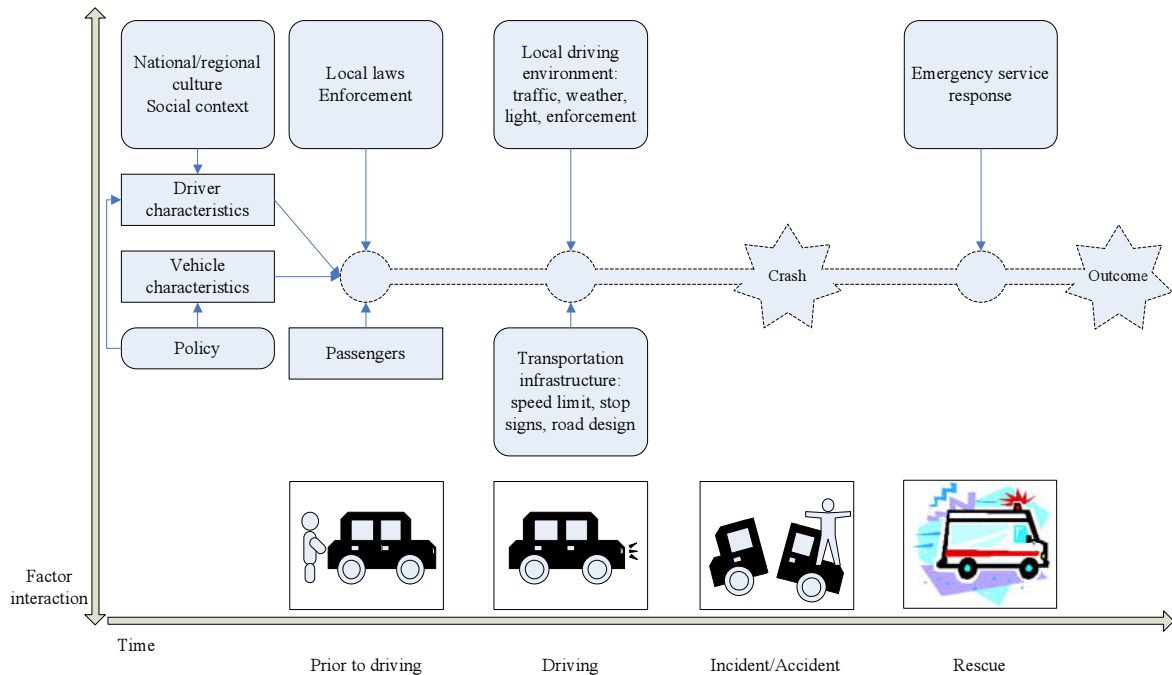 National/regional
culture
Social context
Local laws
Enforcement
Local driving
environment:
traffic, weather,
light, enforcement
Emergency service
response
Driver
characteristics
Vehicle
characteristics
Policy
Passengers
Transportation
infrastructure:
speed limit, stop
signs, road design
Crash
Outcome
Factor
interaction
Time
Prior to driving
Driving
Incident/Accident
Rescue